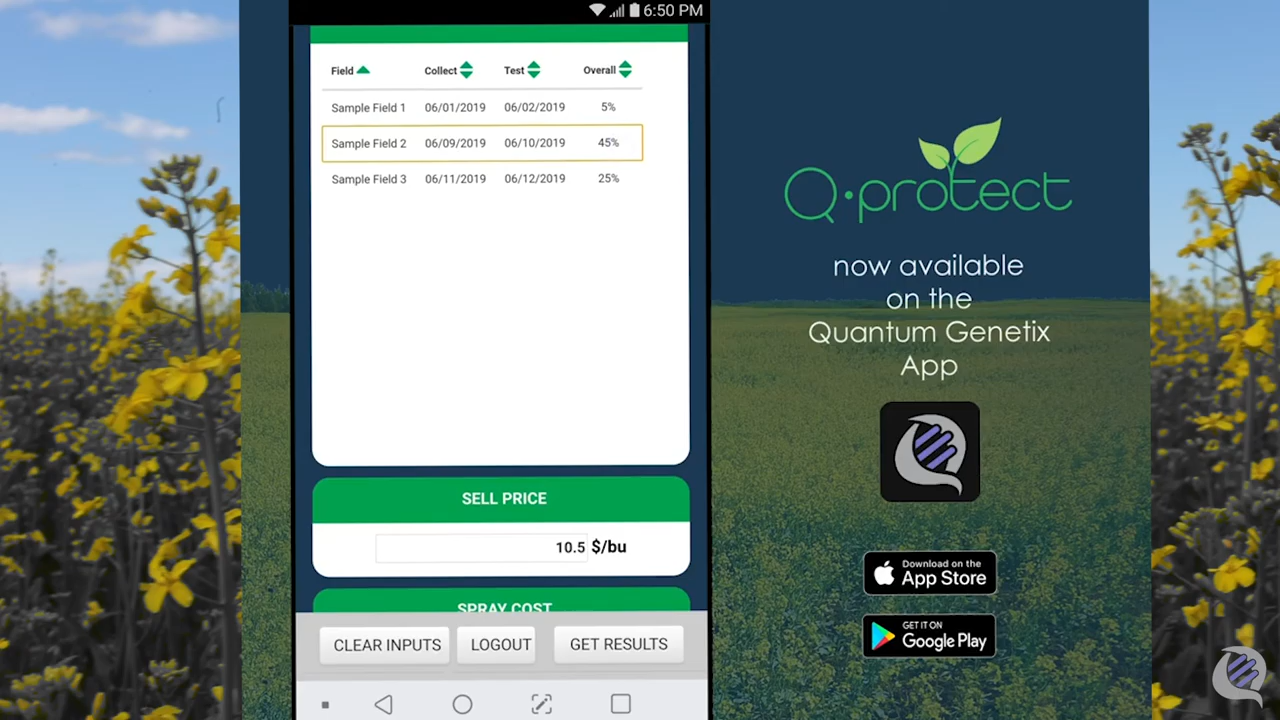 6:50 PM
Field Collect Test Overall
Sample Field 1 06/01/2019 06/02/2019 5%
Sample Field 2 06/09/2019 06/10/2019 45%
Sample Field 3 06/11/2019 06/12/2019 25%
SELL PRICE
10.5 $/bu
SPRAY COST
CLEAR INPUTS LOGOUT GET RESULTS
Q·protect
now available
on the
Quantum Genetix
App
Download on the
App Store
GET IT ON
Google Play